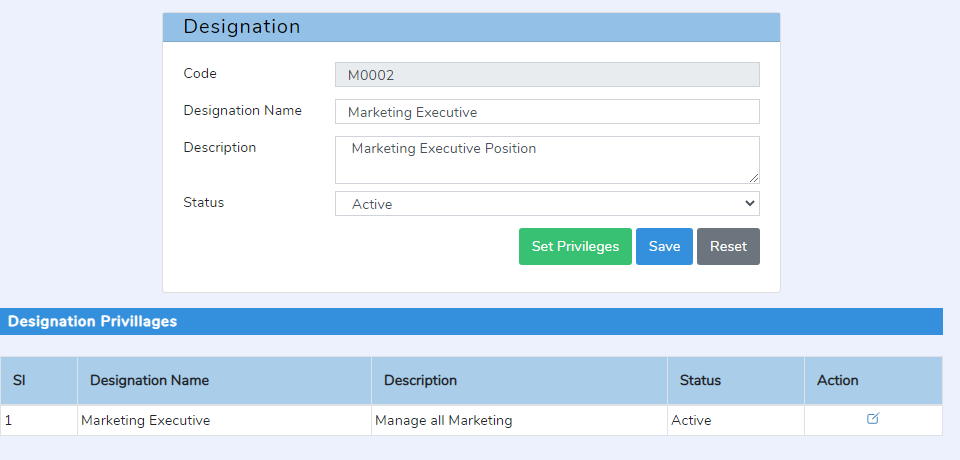 Designation
Code M0002
Designation Name Marketing Executive
Description Marketing Executive Position
Status Active
Set Privileges Save Reset
Designation Privillages
Sl Designation Name Description Status Action
1 Marketing Executive Manage all Marketing Active